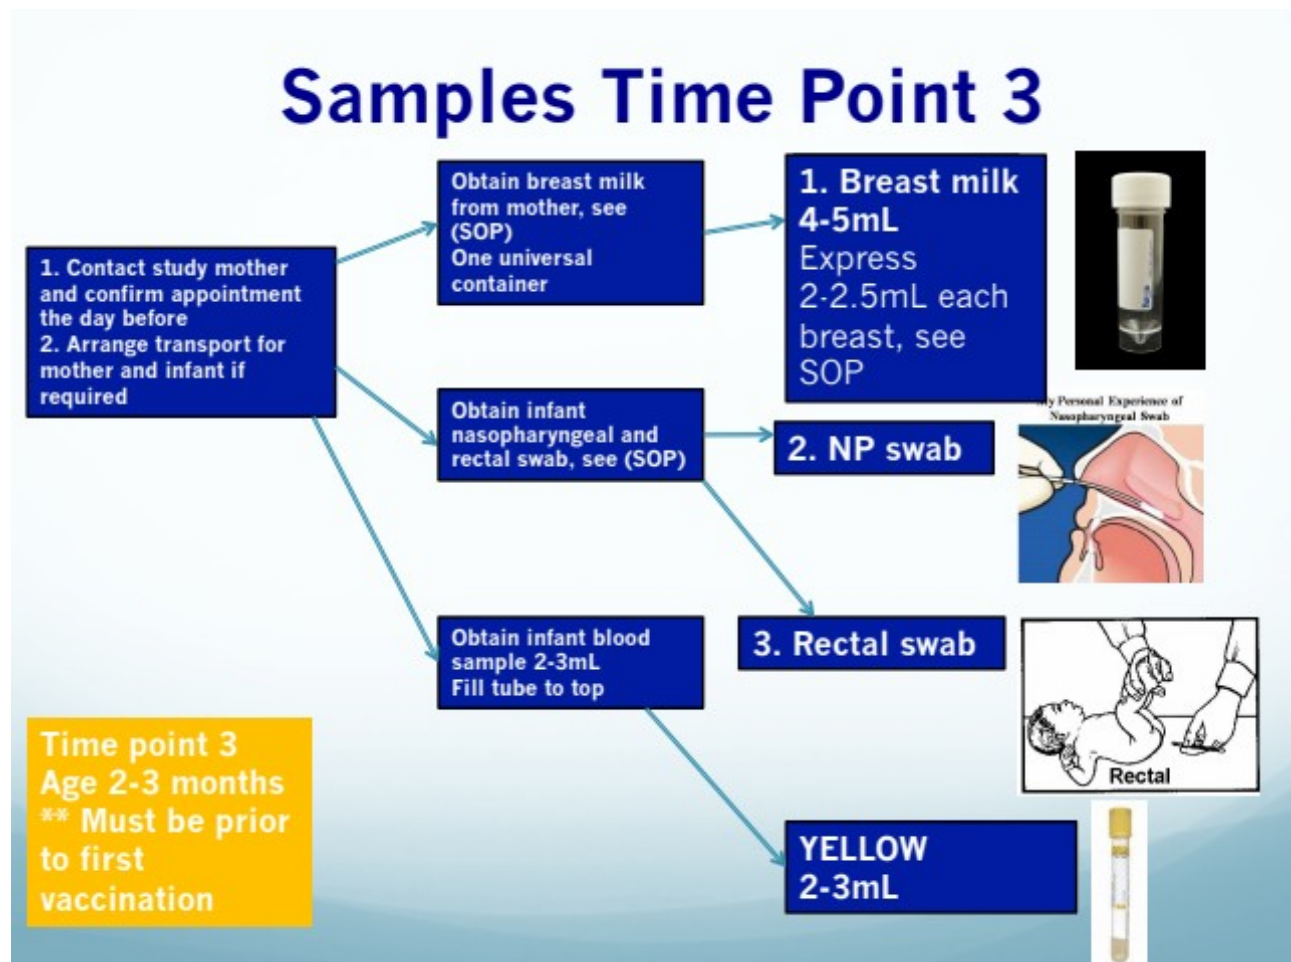 Samples Time Point 3
1. Contact study mother
and confirm appointment
the day before
2. Arrange transport for
mother and infant if
required
Obtain breast milk
from mother, see
(SOP)
One universal
container
1. Breast milk
4-5mL
Express
2-2.5mL each
breast, see
SOP
Obtain infant
nasopharyngeal and
rectal swab, see (SOP)
2. NP swab
Personal Experience of
Nasopharyngeal Swab
3. Rectal swab
Rectal
Obtain infant blood
sample 2-3mL
Fill tube to top
YELLOW
2-3mL
Time point 3
Age 2-3 months
** Must be prior
to first
vaccination